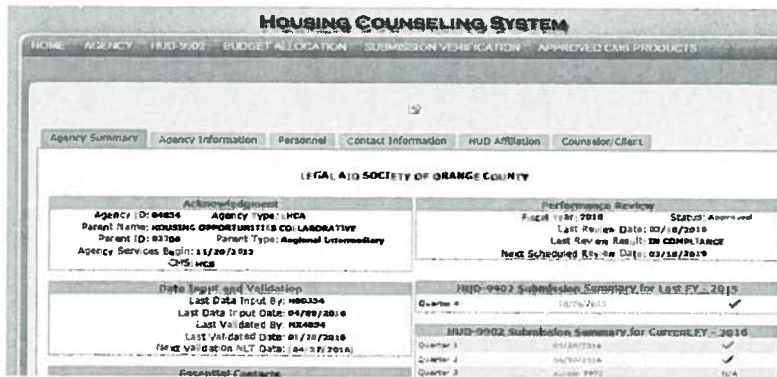 HOUSING COUNSELING SYSTEM
HOME AGENCY HUD-9902 BUDGET ALLOCATION SUBMISSION VERIFICATION APPROVED CMS PRODUCTS
Agency Summary Agency Information Personnel Contact Information HUD Affiliation Counselor/Client
LEGAL AID SOCIETY OF ORANGE COUNTY
Acknowledgment
Agency ID: 84854 Agency Type: LHCA
Parent Name: HOUSING OPPORTUNITIES COLLABORATIVE
Parent ID: Parent Type: Regional Intermediary
Agency Services Begin: 11/20/2012
CMS: HCS
Performance Review
Fiscal Year: 2016 Status: Approved
Last Review Date: 03/18/2016
Last Review Result: IN COMPLIANCE
Next Scheduled Review Date: 03/18/2019
Data Input and Validation
Last Data Input By:
Last Data Input Date: 04/08/2016
Last Validated By:
Last Validated Date: 01/28/2016
Next Validation NLT Date: (04/27/2016)
HUD-9902 Submission Summary for Last FY - 2015
Quarter 4
HUD-9902 Submission Summary for Current FY - 2016
Quarter 1
Quarter 2
Quarter 3 N/A
Essential Contacts